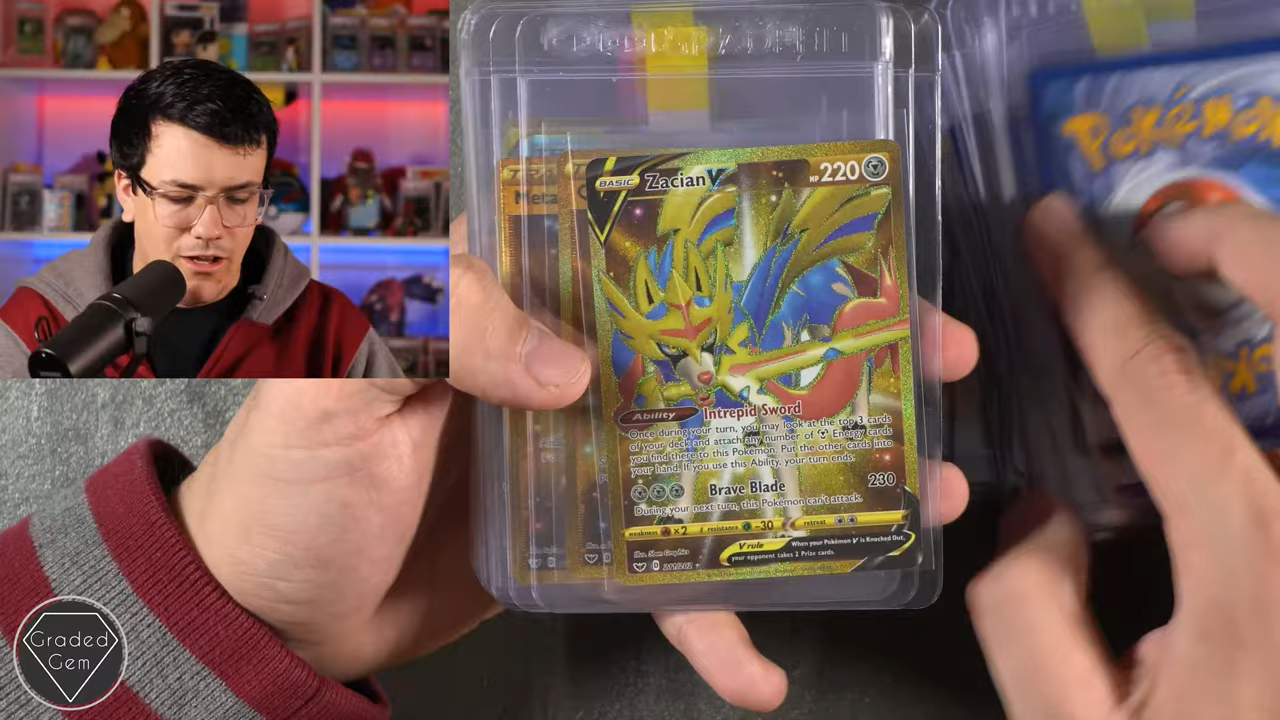 BASIC Zacian V HP 220
Ability Intrepid Sword
Once during your turn, you may look at the top 3 cards
of your deck and attach any number of Energy cards
you find there to this Pokémon. Put the other cards into
your hand. If you use this Ability, your turn ends.
Brave Blade 230
During your next turn, this Pokémon can't attack.
weakness ×2 resistance -30 retreat
V rule When your Pokémon V is Knocked Out,
your opponent takes 2 Prize cards.
211/202
Meta
Pokémon
Graded
Gem